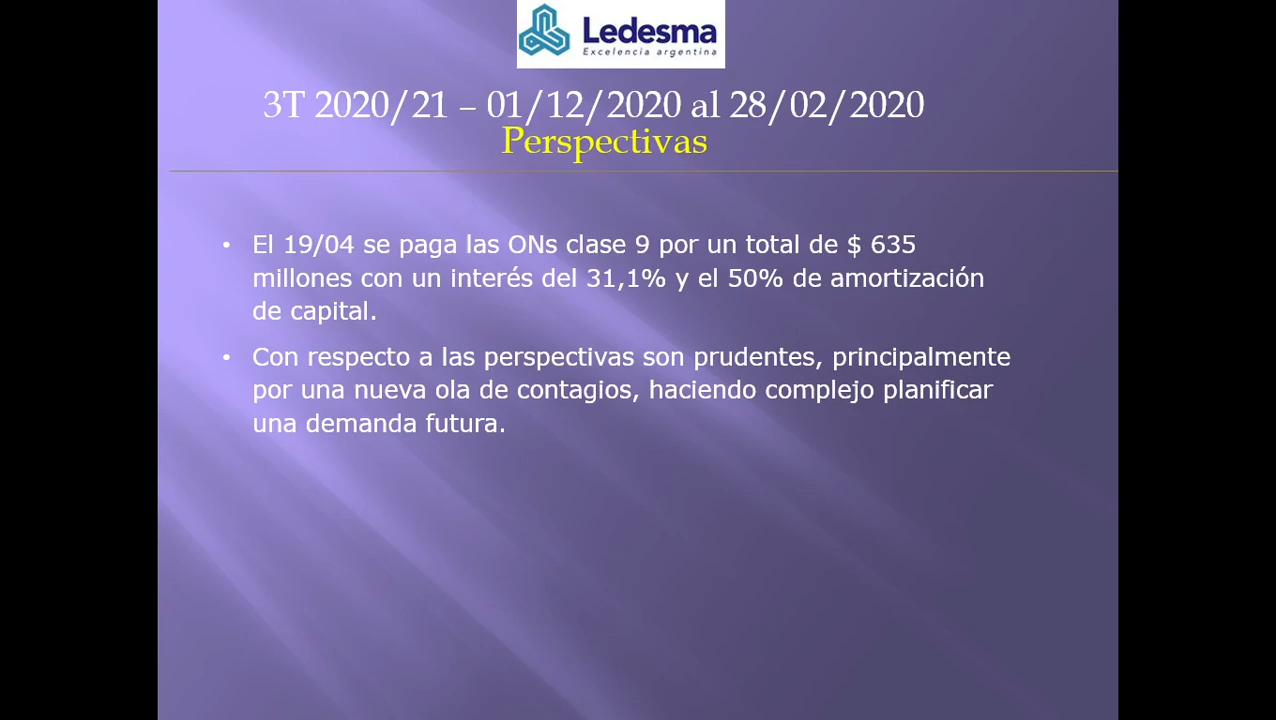 Ledesma
Excelencia argentina
3T 2020/21 – 01/12/2020 al 28/02/2020
Perspectivas
• El 19/04 se paga las ONs clase 9 por un total de $ 635
millones con un interés del 31,1% y el 50% de amortización
de capital.
• Con respecto a las perspectivas son prudentes, principalmente
por una nueva ola de contagios, haciendo complejo planificar
una demanda futura.